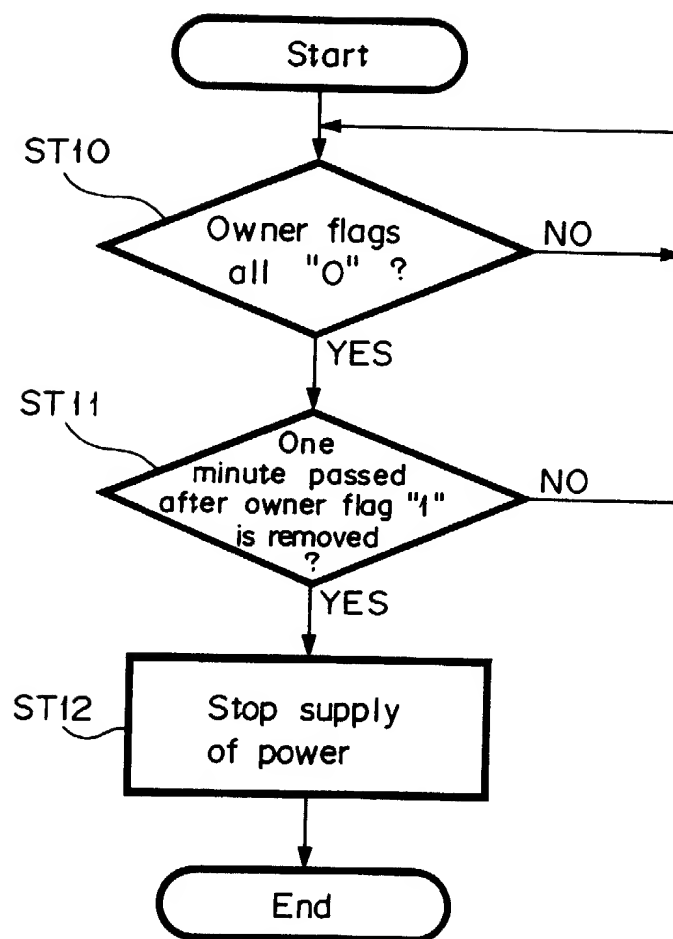 Start
ST10
Owner flags
all "0" ?
NO
YES
ST11
One
minute passed
after owner flag "1"
is removed
?
NO
YES
ST12
Stop supply
of power
End